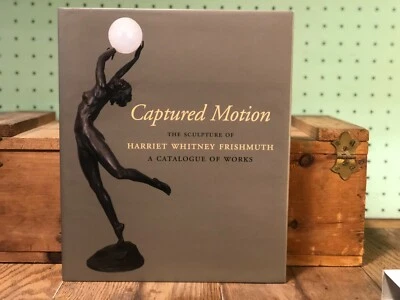 Captured Motion
THE SCULPTURE OF
HARRIET WHITNEY FRISHMUTH
A CATALOGUE OF WORKS